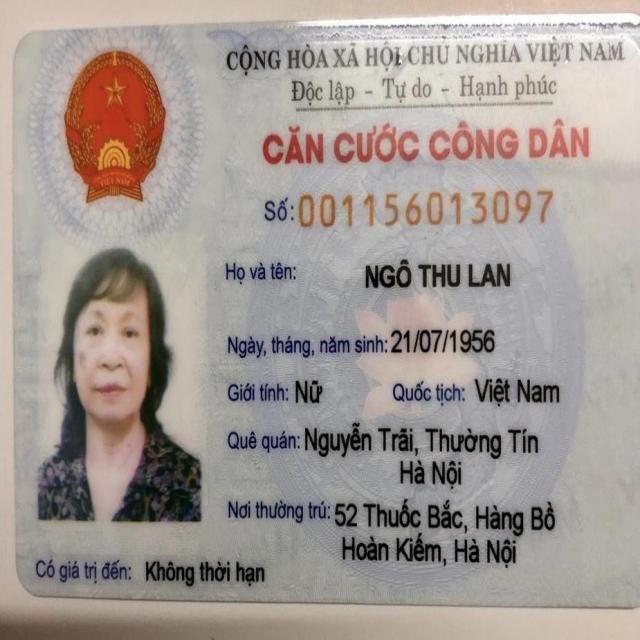 CỘNG HÒA XÃ HỘI CHỦ NGHĨA VIỆT NAM
Độc lập - Tự do - Hạnh phúc
CĂN CƯỚC CÔNG DÂN
Số: 001156013097
Họ và tên: NGÔ THU LAN
Ngày, tháng, năm sinh: 21/07/1956
Giới tính: Nữ Quốc tịch: Việt Nam
Quê quán: Nguyễn Trãi, Thường Tín
Hà Nội
Nơi thường trú: 52 Thuốc Bắc, Hàng Bồ
Hoàn Kiếm, Hà Nội
Có giá trị đến: Không thời hạn
VIỆT NAM